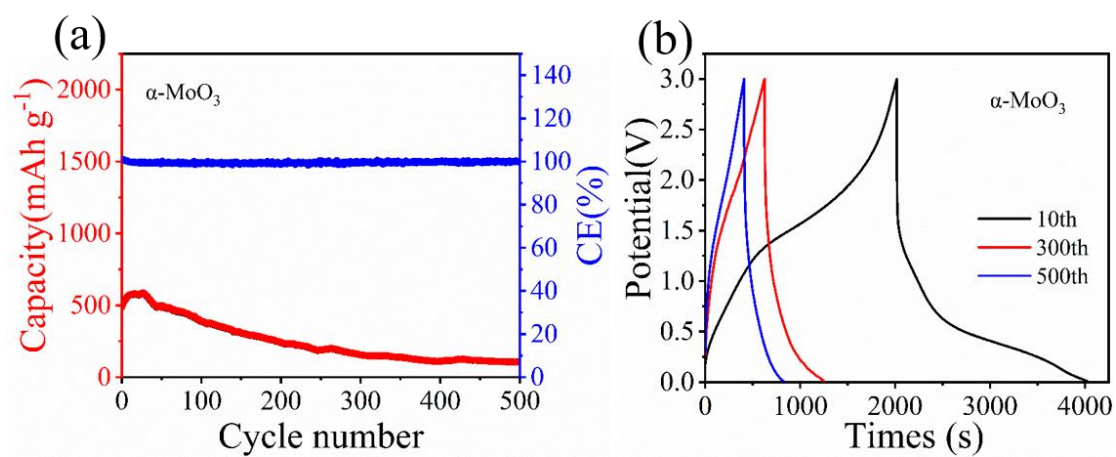 (a)
α-MoO₃
Capacity(mAh g⁻¹)
2000
1500
1000
500
0
CE(%)
140
120
100
80
60
40
20
0
0 100 200 300 400 500
Cycle number
(b)
α-MoO₃
Potential(V)
3.0
2.5
2.0
1.5
1.0
0.5
0.0
10th
300th
500th
0 1000 2000 3000 4000
Times (s)